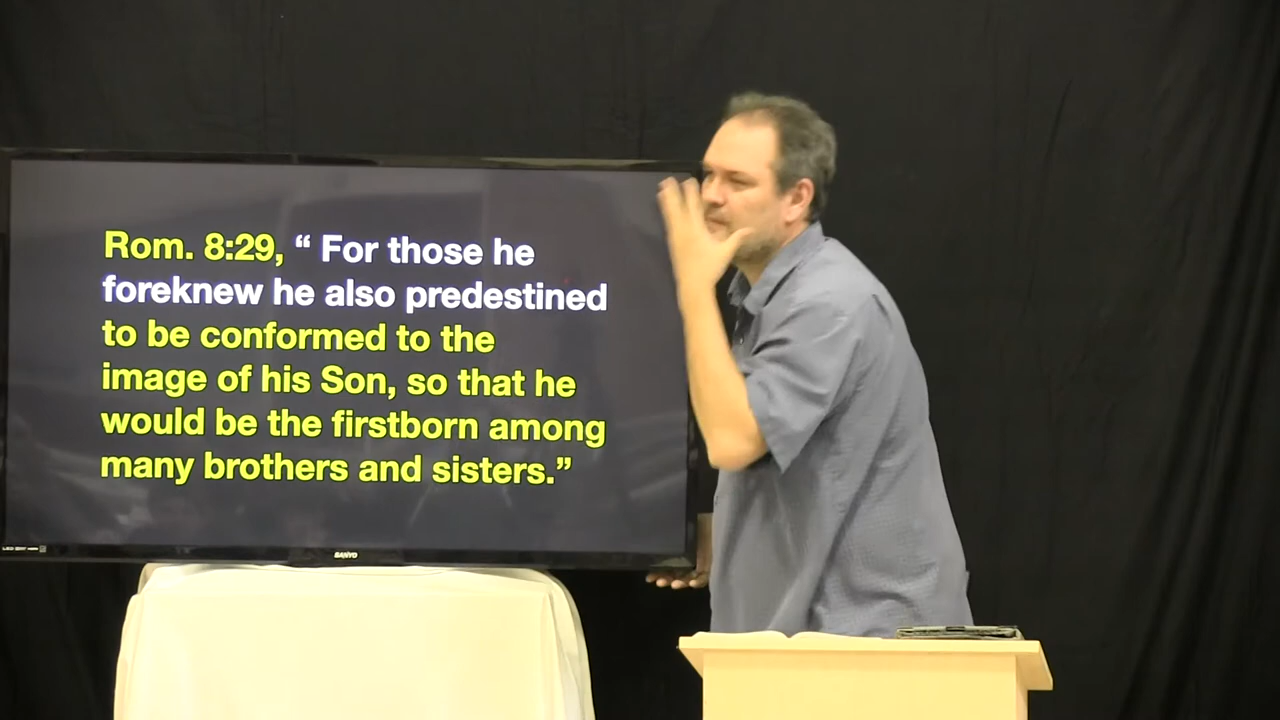 Rom. 8:29, “ For those he
foreknew he also predestined
to be conformed to the
image of his Son, so that he
would be the firstborn among
many brothers and sisters.”
SANYO